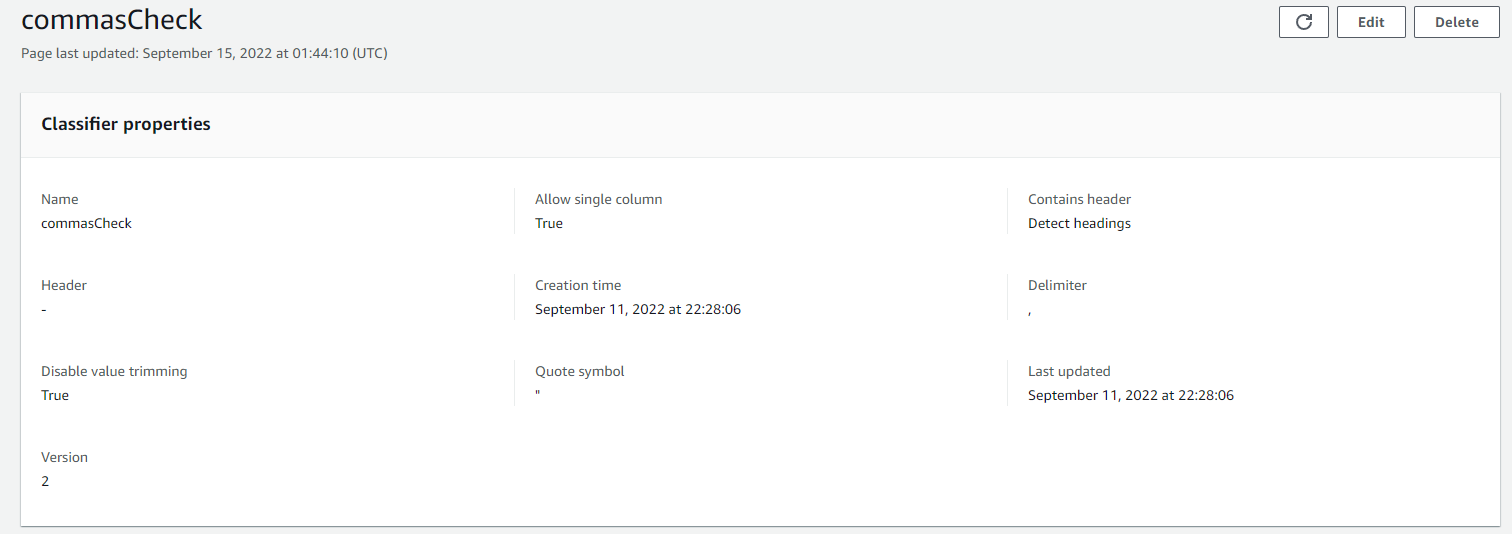 commasCheck
Edit
Delete
Page last updated: September 15, 2022 at 01:44:10 (UTC)
Classifier properties
Name
commasCheck
Allow single column
True
Contains header
Detect headings
Header
-
Creation time
September 11, 2022 at 22:28:06
Delimiter
,
Disable value trimming
True
Quote symbol
"
Last updated
September 11, 2022 at 22:28:06
Version
2